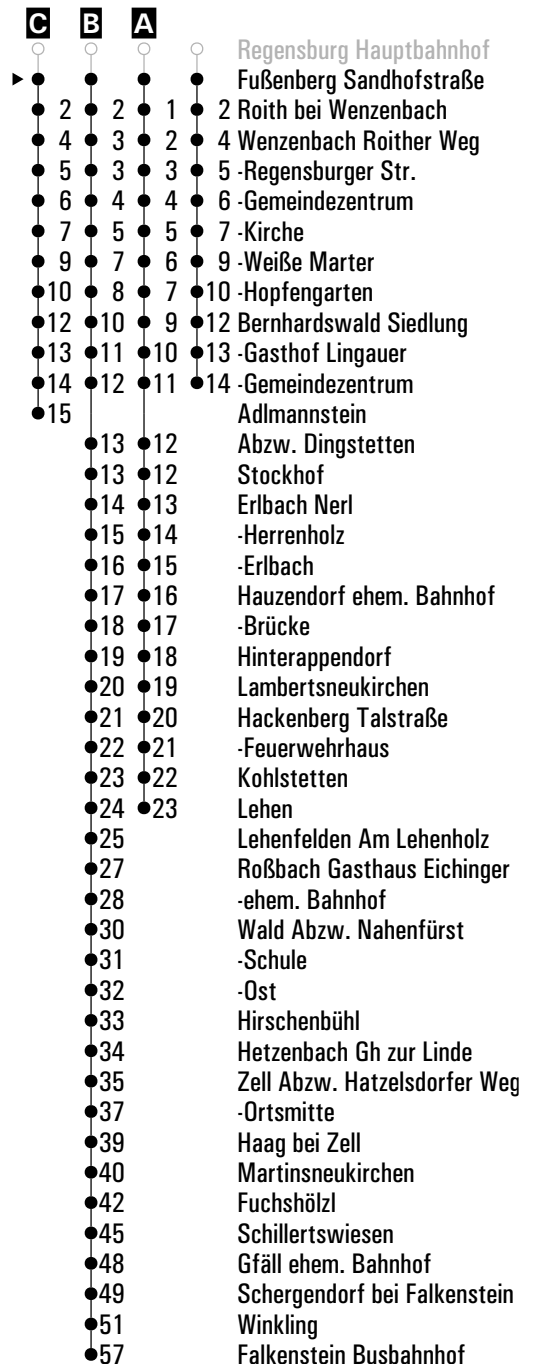 C B A
Regensburg Hauptbahnhof
Fußenberg Sandhofstraße
2 2 1 2 Roith bei Wenzenbach
4 3 2 4 Wenzenbach Roither Weg
5 3 3 5 -Regensburger Str.
6 4 4 6 -Gemeindezentrum
7 5 5 7 -Kirche
9 7 6 9 -Weiße Marter
10 8 7 10 -Hopfengarten
12 10 9 12 Bernhardswald Siedlung
13 11 10 13 -Gasthof Lingauer
14 12 11 14 -Gemeindezentrum
15 Adlmannstein
13 12 Abzw. Dingstetten
13 12 Stockhof
14 13 Erlbach Nerl
15 14 -Herrenholz
16 15 -Erlbach
17 16 Hauzendorf ehem. Bahnhof
18 17 -Brücke
19 18 Hinterappendorf
20 19 Lambertsneukirchen
21 20 Hackenberg Talstraße
22 21 -Feuerwehrhaus
23 22 Kohlstetten
24 23 Lehen
25 Lehenfelden Am Lehenholz
27 Roßbach Gasthaus Eichinger
28 -ehem. Bahnhof
30 Wald Abzw. Nahenfürst
31 -Schule
32 -Ost
33 Hirschenbühl
34 Hetzenbach Gh zur Linde
35 Zell Abzw. Hatzelsdorfer Weg
37 -Ortsmitte
39 Haag bei Zell
40 Martinsneukirchen
42 Fuchshölzl
45 Schillertswiesen
48 Gfäll ehem. Bahnhof
49 Schergendorf bei Falkenstein
51 Winkling
57 Falkenstein Busbahnhof